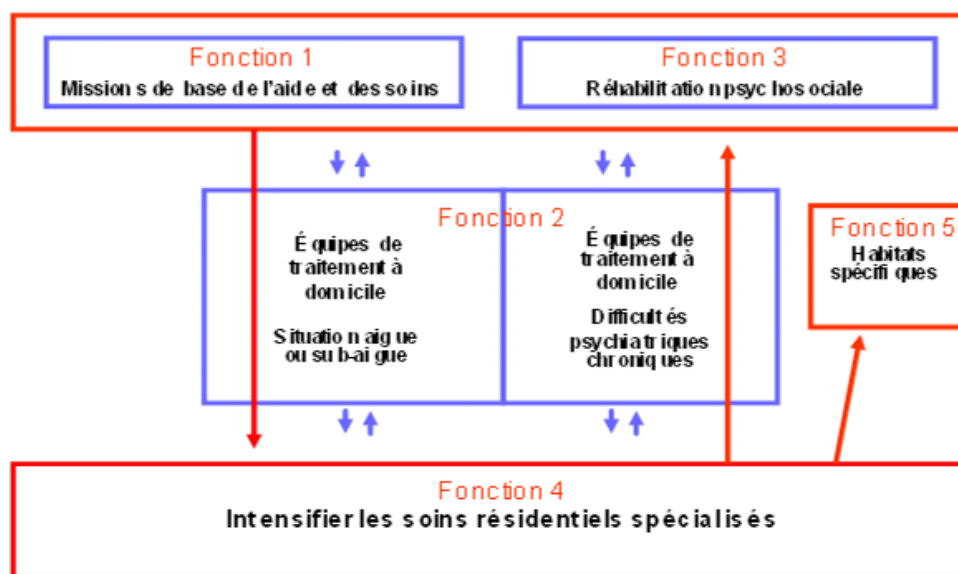 Fonction 1
Missions de base de l'aide et des soins
Fonction 3
Réhabilitation psychosociale
Fonction 2
Équipes de
traitement à
domicile
Situation aigue
ou sub-aigue
Équipes de
traitement à
domicile
Difficultés
psychiatriques
chroniques
Fonction 5
Habitats
spécifiques
Fonction 4
Intensifier les soins résidentiels spécialisés